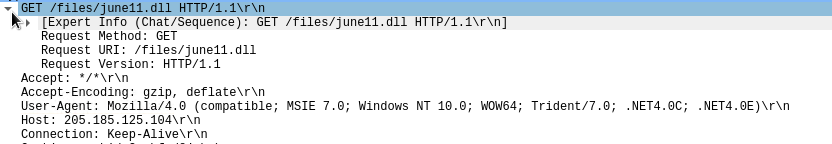 GET /files/june11.dll HTTP/1.1\r\n
[Expert Info (Chat/Sequence): GET /files/june11.dll HTTP/1.1\r\n]
Request Method: GET
Request URI: /files/june11.dll
Request Version: HTTP/1.1
Accept: */*\r\n
Accept-Encoding: gzip, deflate\r\n
User-Agent: Mozilla/4.0 (compatible; MSIE 7.0; Windows NT 10.0; WOW64; Trident/7.0; .NET4.0C; .NET4.0E)\r\n
Host: 205.185.125.104\r\n
Connection: Keep-Alive\r\n